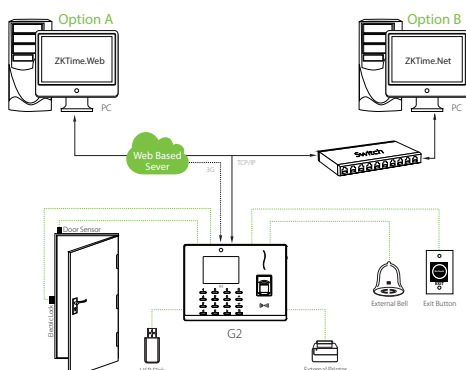 Option A
Option B
ZKTime.Web
ZKTime.Net
PC
PC
Switch
Web Based
Sever
TCP/IP
3G
Door Sensor
Electric Lock
EXIT
External Bell
Exit Button
G2
USB Disk
External Printer